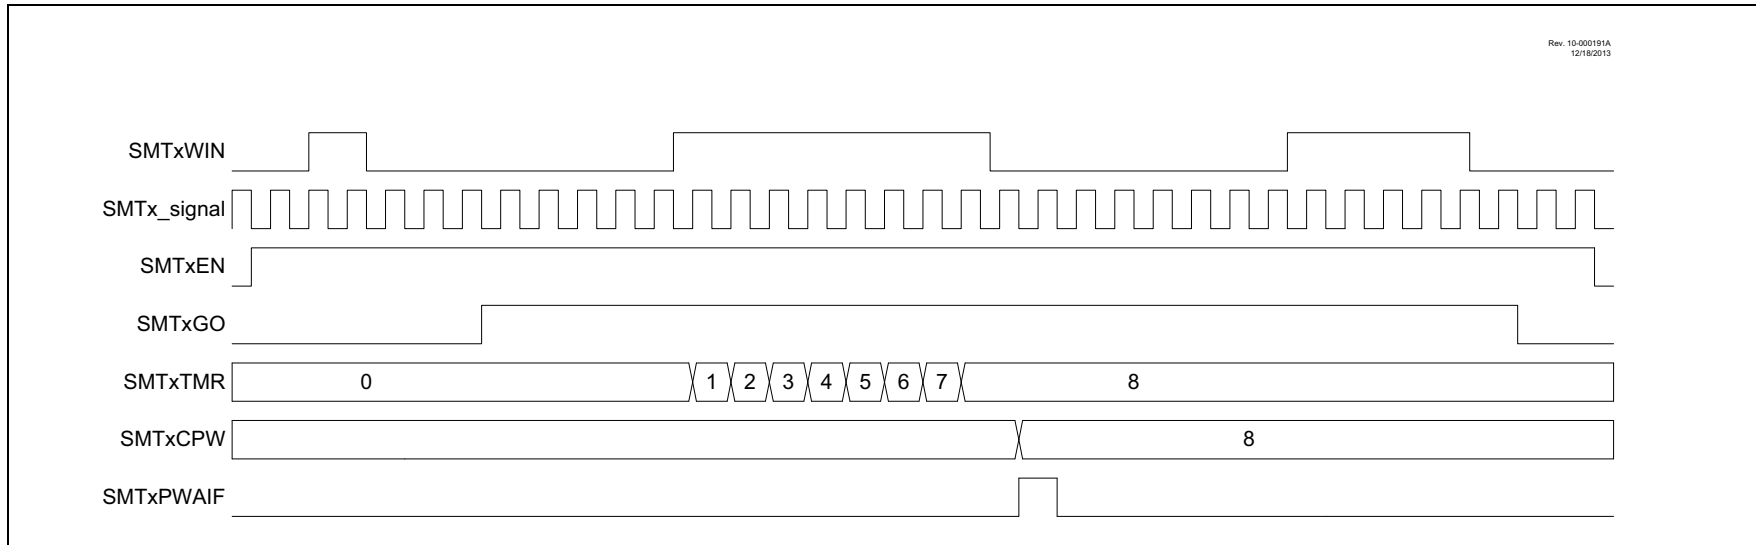 Rev. 10-000191A
12/18/2013
SMTxWIN
SMTx_signal
SMTxEN
SMTxGO
SMTxTMR 0 1 2 3 4 5 6 7 8
SMTxCPW 8
SMTxPWAIF